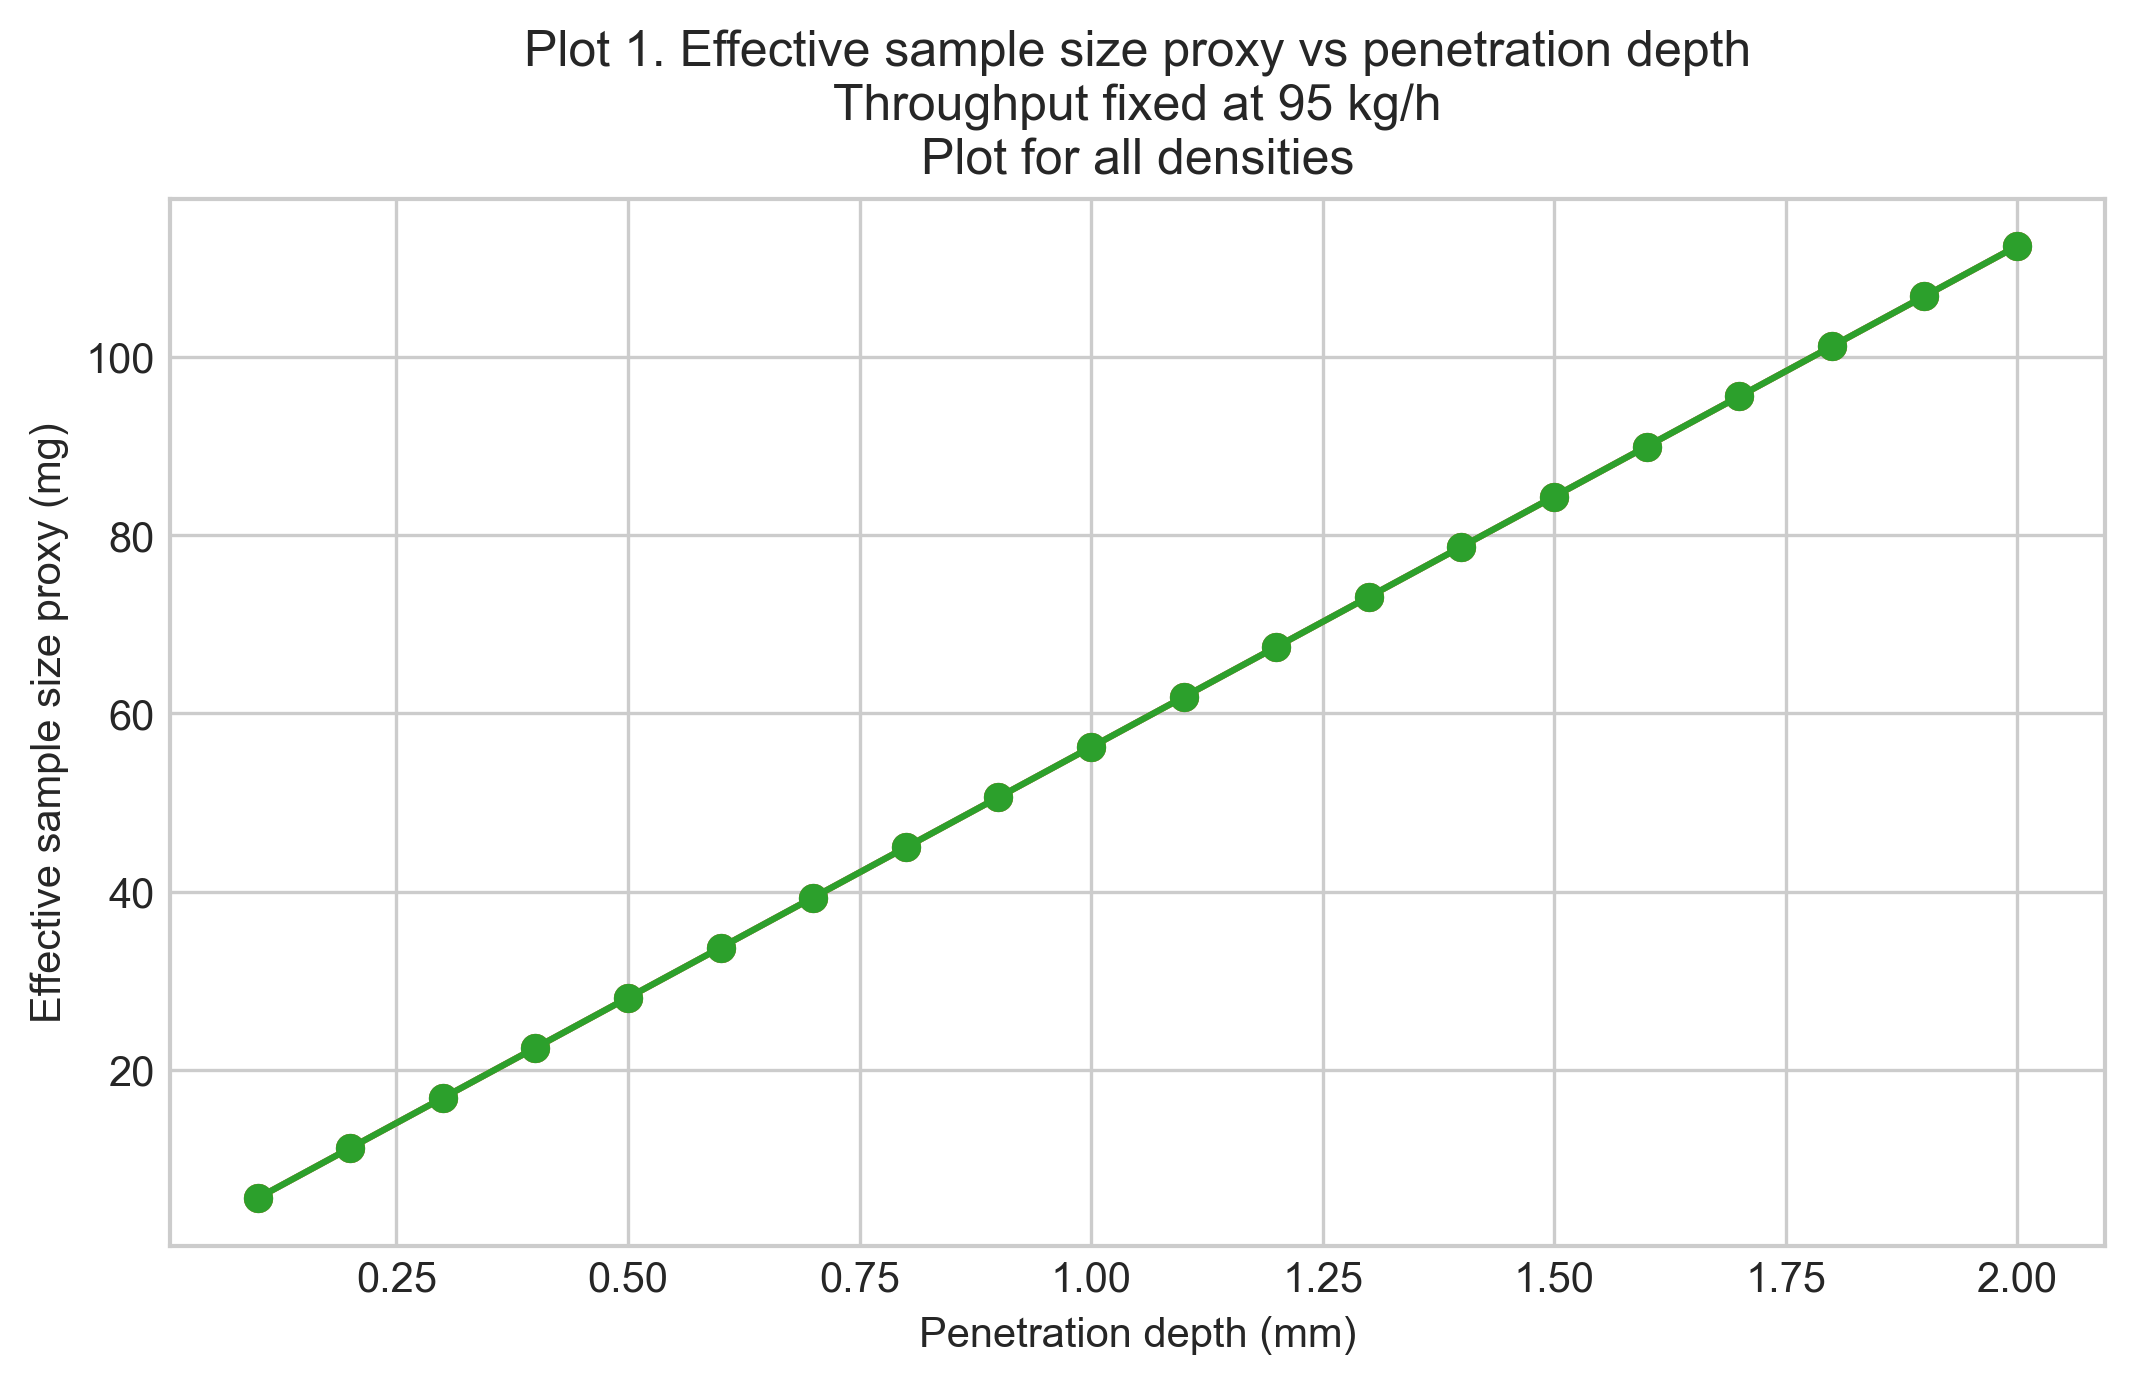 Plot 1. Effective sample size proxy vs penetration depth
Throughput fixed at 95 kg/h
Plot for all densities
Effective sample size proxy (mg)
100
80
60
40
20
0.25 0.50 0.75 1.00 1.25 1.50 1.75 2.00
Penetration depth (mm)